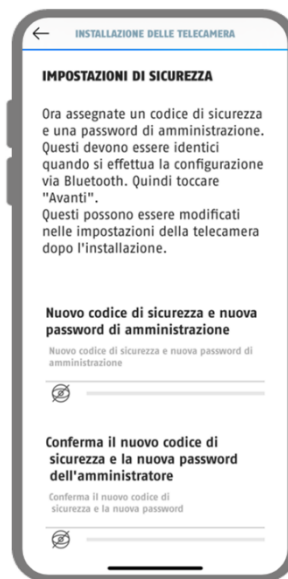 INSTALLAZIONE DELLE TELECAMERA
IMPOSTAZIONI DI SICUREZZA
Ora assegnate un codice di sicurezza
e una password di amministrazione.
Questi devono essere identici
quando si effettua la configurazione
via Bluetooth. Quindi toccare
"Avanti".
Questi possono essere modificati
nelle impostazioni della telecamera
dopo l'installazione.
Nuovo codice di sicurezza e nuova
password di amministrazione
Nuovo codice di sicurezza e nuova password di
amministrazione
Conferma il nuovo codice di
sicurezza e la nuova password
dell'amministratore
Conferma il nuovo codice di
sicurezza e la nuova password